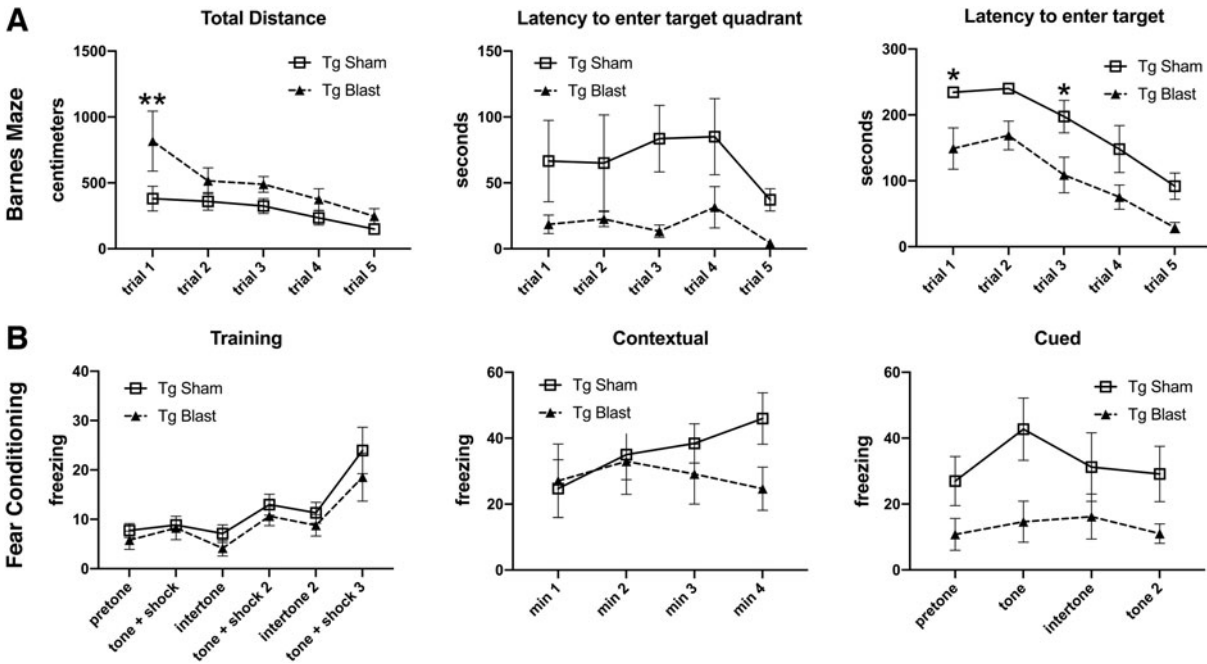 A
Barnes Maze
Total Distance
centimeters
1500
1000
500
0
**
Tg Sham
Tg Blast
trial 1
trial 2
trial 3
trial 4
trial 5
Latency to enter target quadrant
seconds
150
100
50
0
Tg Sham
Tg Blast
trial 1
trial 2
trial 3
trial 4
trial 5
Latency to enter target
seconds
300
200
100
0
*
*
Tg Sham
Tg Blast
trial 1
trial 2
trial 3
trial 4
trial 5
B
Fear Conditioning
Training
freezing
40
30
20
10
0
Tg Sham
Tg Blast
pretone
tone + shock
intertone
tone + shock 2
intertone 2
tone + shock 3
Contextual
freezing
60
40
20
0
Tg Sham
Tg Blast
min 1
min 2
min 3
min 4
Cued
freezing
60
40
20
0
Tg Sham
Tg Blast
pretone
tone
intertone
tone 2